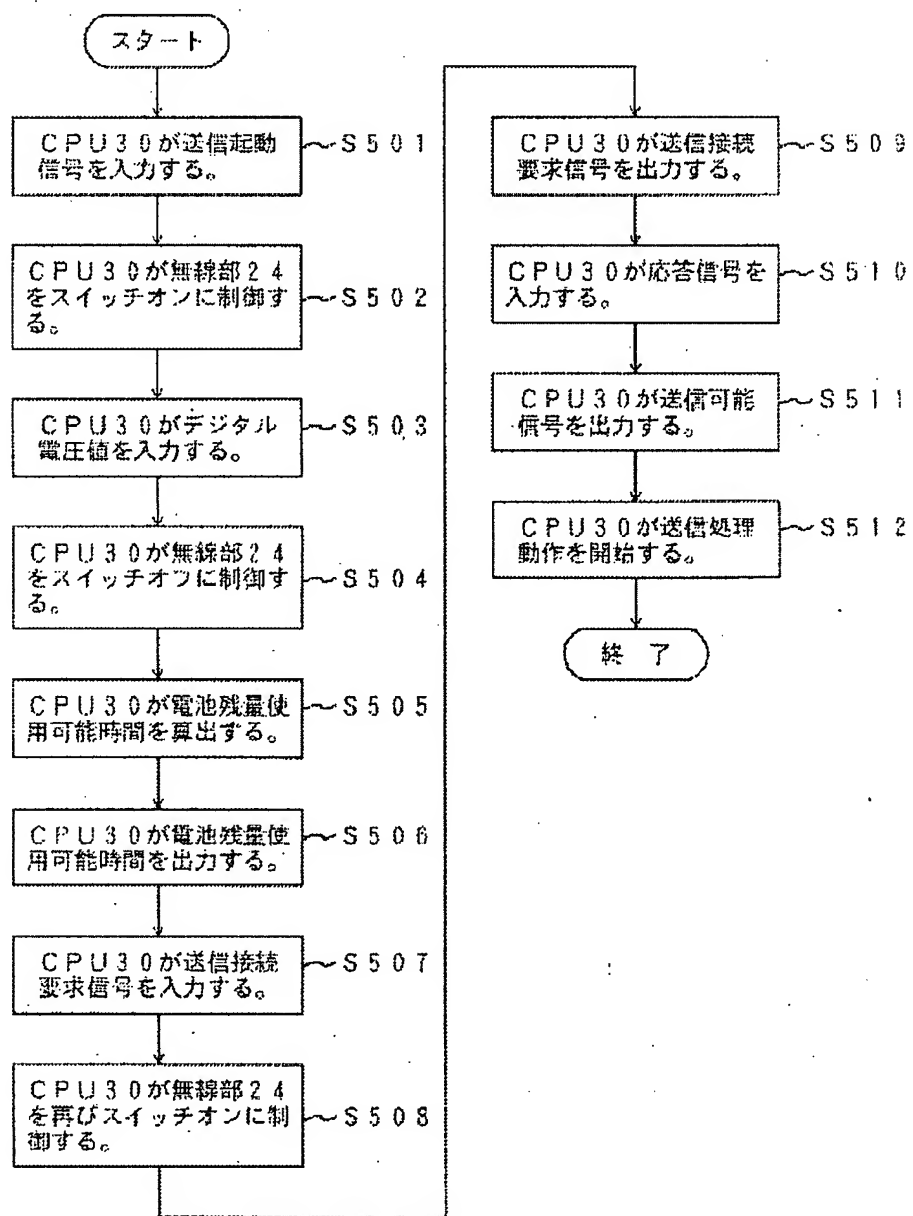 スタート
CPU30が送信起動
信号を入力する。
~S501
CPU30が無線部24
をスイッチオンに制御す
る。
~S502
CPU30がデジタル
電圧値を入力する。
~S503
CPU30が無線部24
をスイッチオフに制御す
る。
~S504
CPU30が電池残量使
用可能時間を算出する。
~S505
CPU30が電池残量使
用可能時間を出力する。
~S506
CPU30が送信接続
要求信号を入力する。
~S507
CPU30が無線部24
を再びスイッチオンに制
御する。
~S508
CPU30が送信接続
要求信号を出力する。
~S509
CPU30が応答信号を
入力する。
~S510
CPU30が送信可能
信号を出力する。
~S511
CPU30が送信処理
動作を開始する。
~S512
終 了